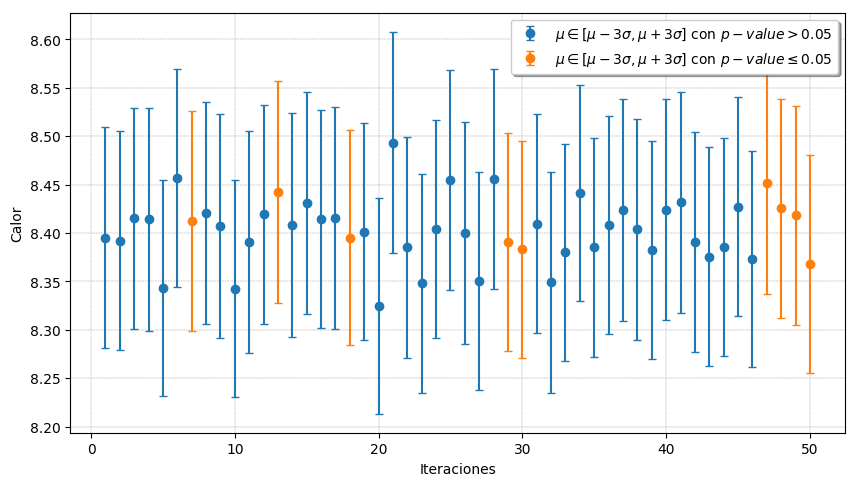 8.60
8.55
8.50
8.45
8.40
8.35
8.30
8.25
8.20
Calor
μ ∈ [μ − 3σ, μ + 3σ] con p − value > 0.05
μ ∈ [μ − 3σ, μ + 3σ] con p − value ≤ 0.05
0 10 20 30 40 50
Iteraciones